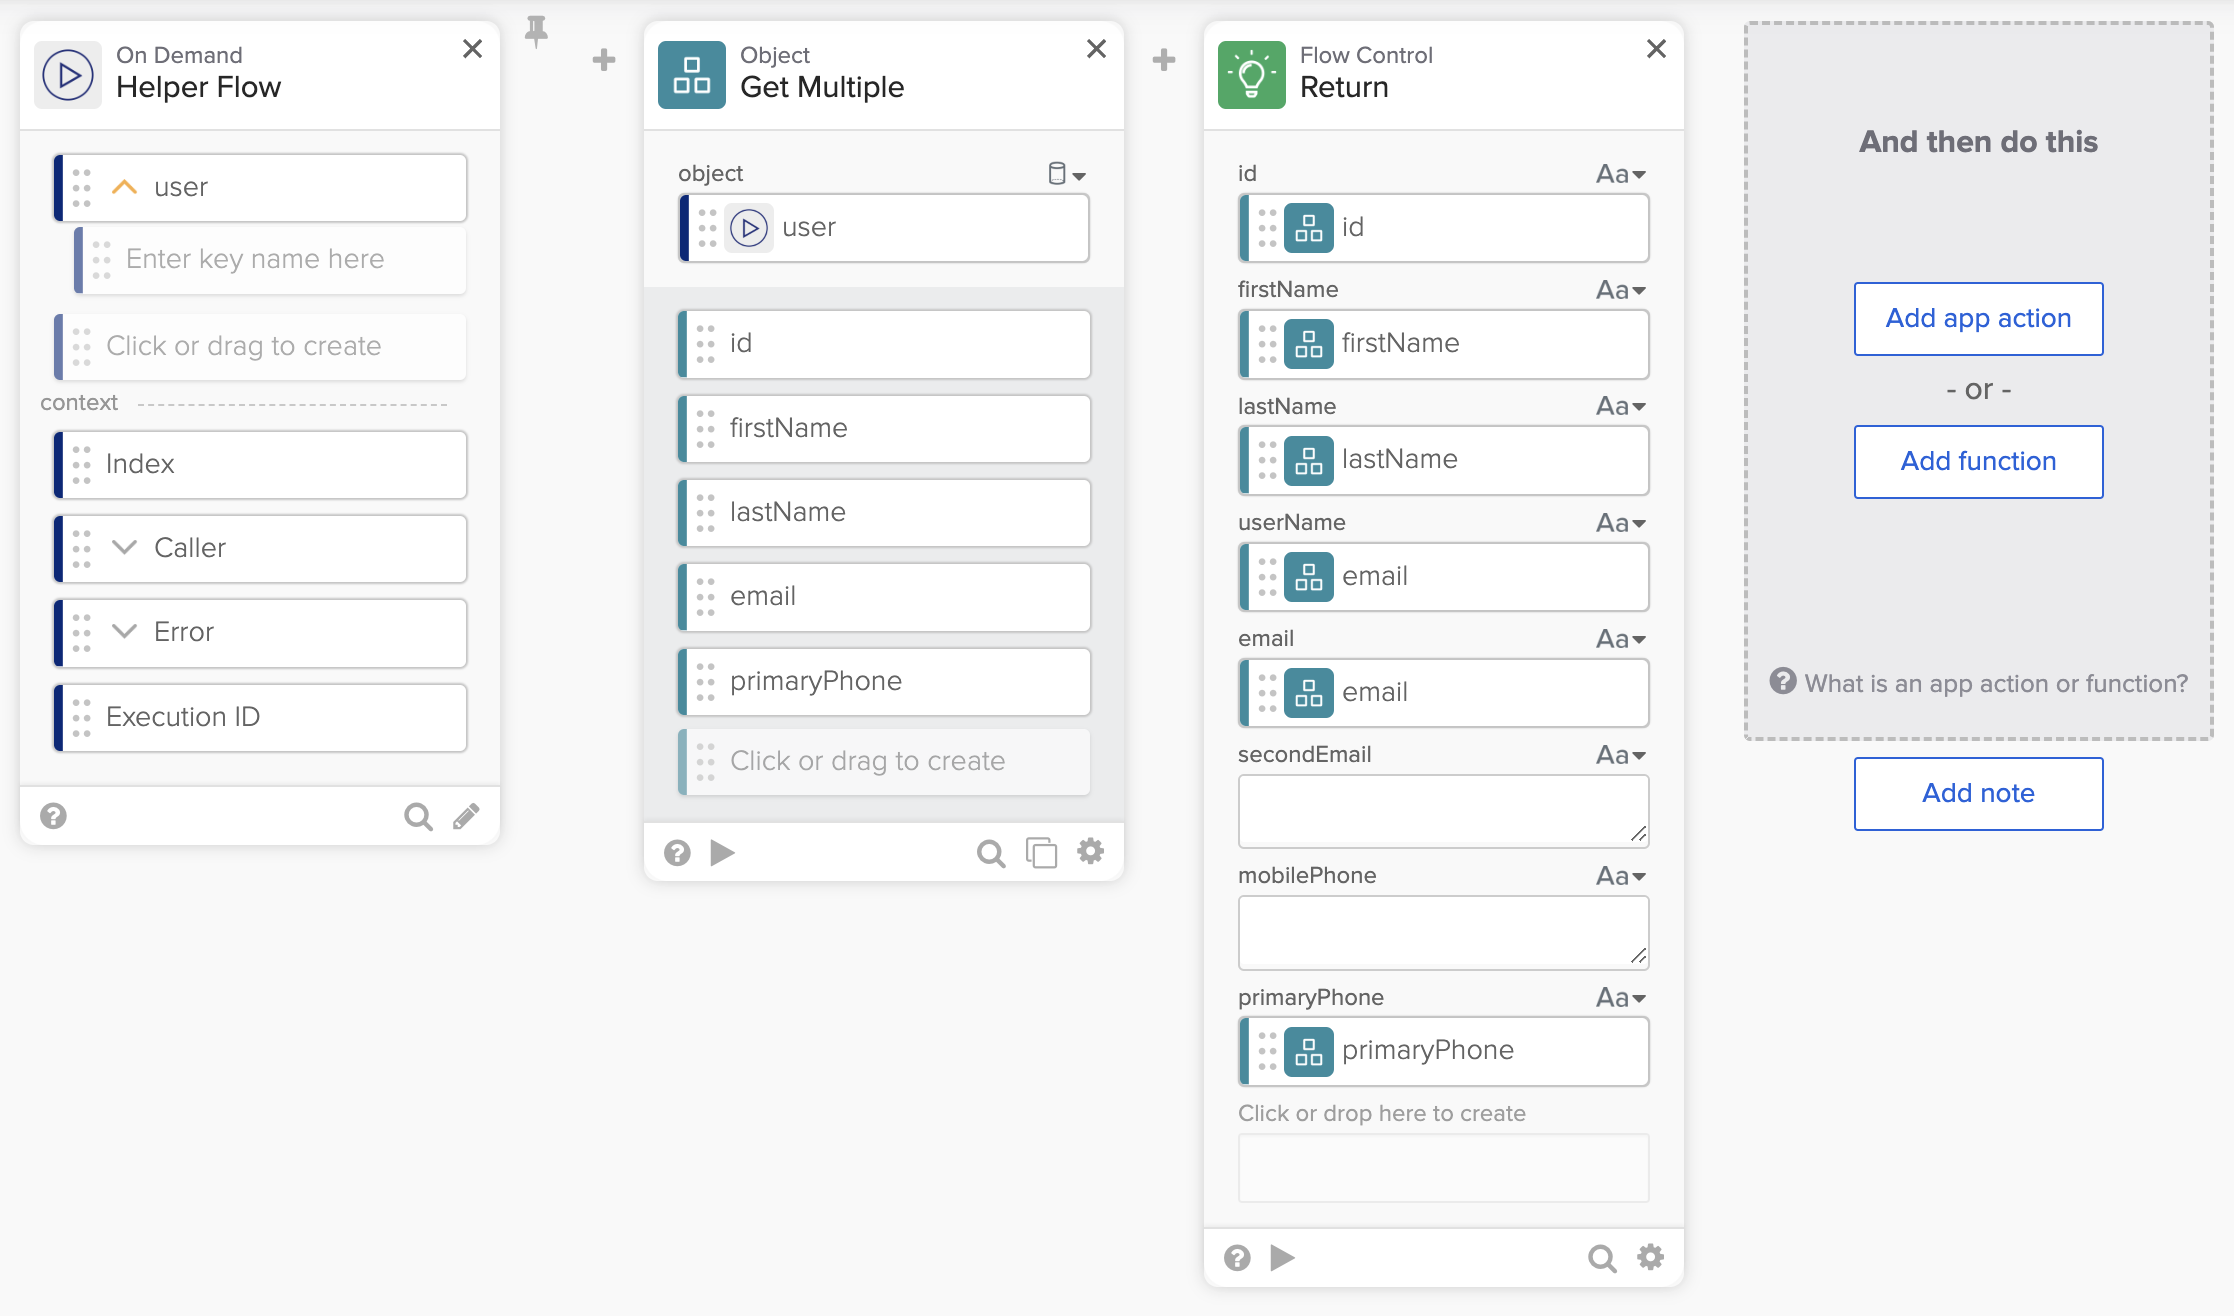 On Demand
Helper Flow
user
Enter key name here
Click or drag to create
context
Index
Caller
Error
Execution ID
Object
Get Multiple
object
user
id
firstName
lastName
email
primaryPhone
Click or drag to create
Flow Control
Return
id
Aa
id
firstName
Aa
firstName
lastName
Aa
lastName
userName
Aa
email
email
Aa
email
secondEmail
Aa
mobilePhone
Aa
primaryPhone
Aa
primaryPhone
Click or drop here to create
And then do this
Add app action
- or -
Add function
? What is an app action or function?
Add note